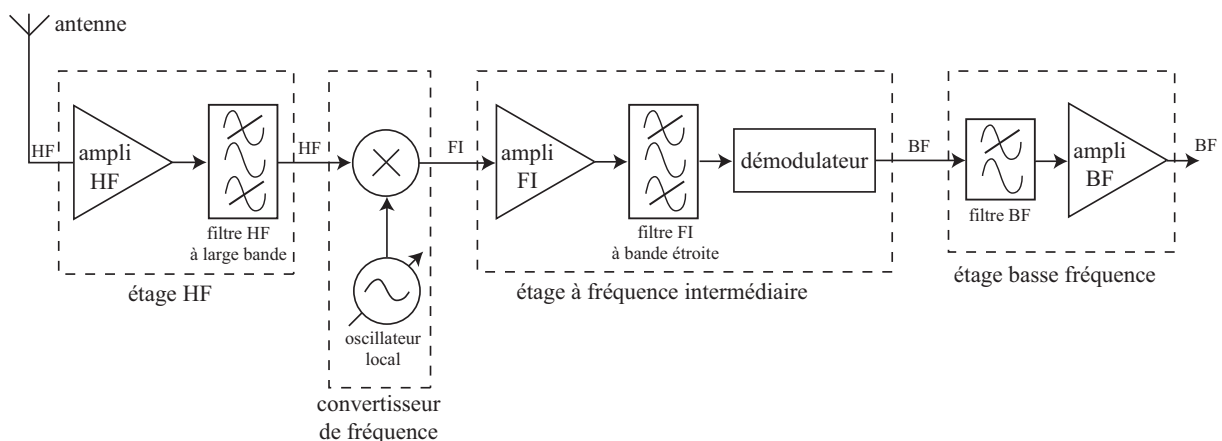 antenne
HF
ampli
HF
filtre HF
à large bande
étage HF
HF
oscillateur
local
convertisseur
de fréquence
FI
ampli
FI
filtre FI
à bande étroite
démodulateur
étage à fréquence intermédiaire
BF
filtre BF
ampli
BF
étage basse fréquence
BF